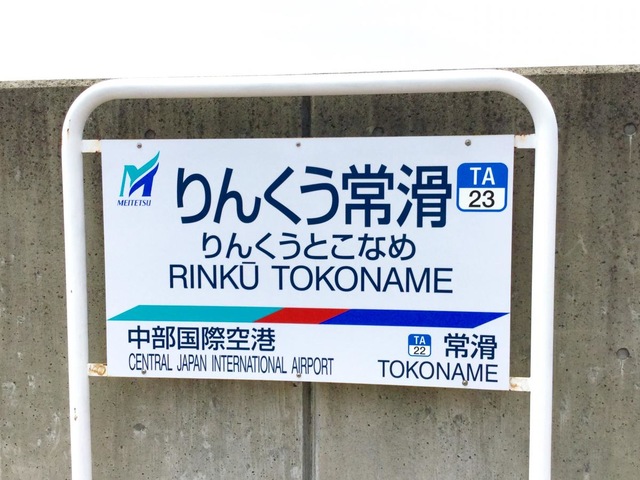 MEITETSU
りんくう常滑
TA
23
りんくうとこなめ
RINKŪ TOKONAME
中部国際空港
CENTRAL JAPAN INTERNATIONAL AIRPORT
TA
22
常滑
TOKONAME